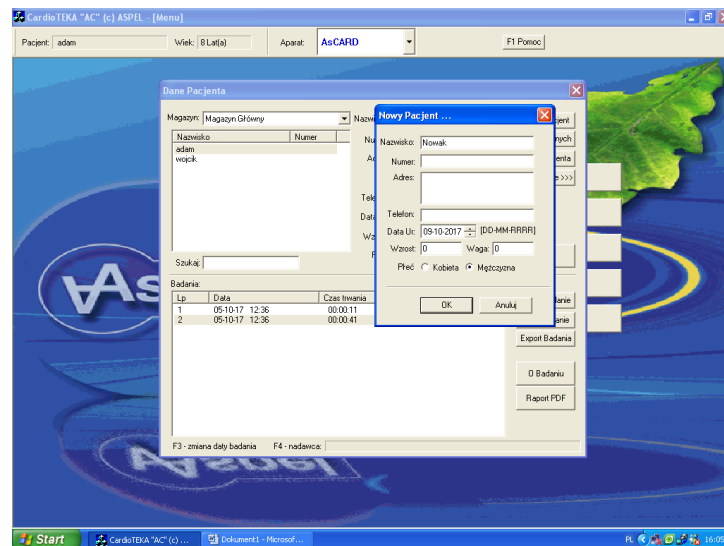 CardioTEKA "AC" (c) ASPEL - [Menu]
Pacjent: adam Wiek: 8 Lat(a) Aparat: AsCARD F1 Pomoc
Dane Pacjenta
Magazyn: Magazyn Główny
Nazwisko Numer
adam
wojcik
Szukaj:
Nowy Pacjent ...
Nazwisko: Nowak
Numer:
Adres:
Telefon:
Data Ur: 09-10-2017 [DD-MM-RRRR]
Wzrost: 0 Waga: 0
Płeć Kobieta Mężczyzna
OK Anuluj
Badania:
Lp Data Czas trwania
1 05-10-17 12:36 00:00:11
2 05-10-17 12:36 00:00:41
Export Badania
O Badaniu
Raport PDF
F3 - zmiana daty badania F4 - nadawca:
Aspel
Start CardioTEKA "AC" (c) ... Dokument1 - Microsof... PL 16:05